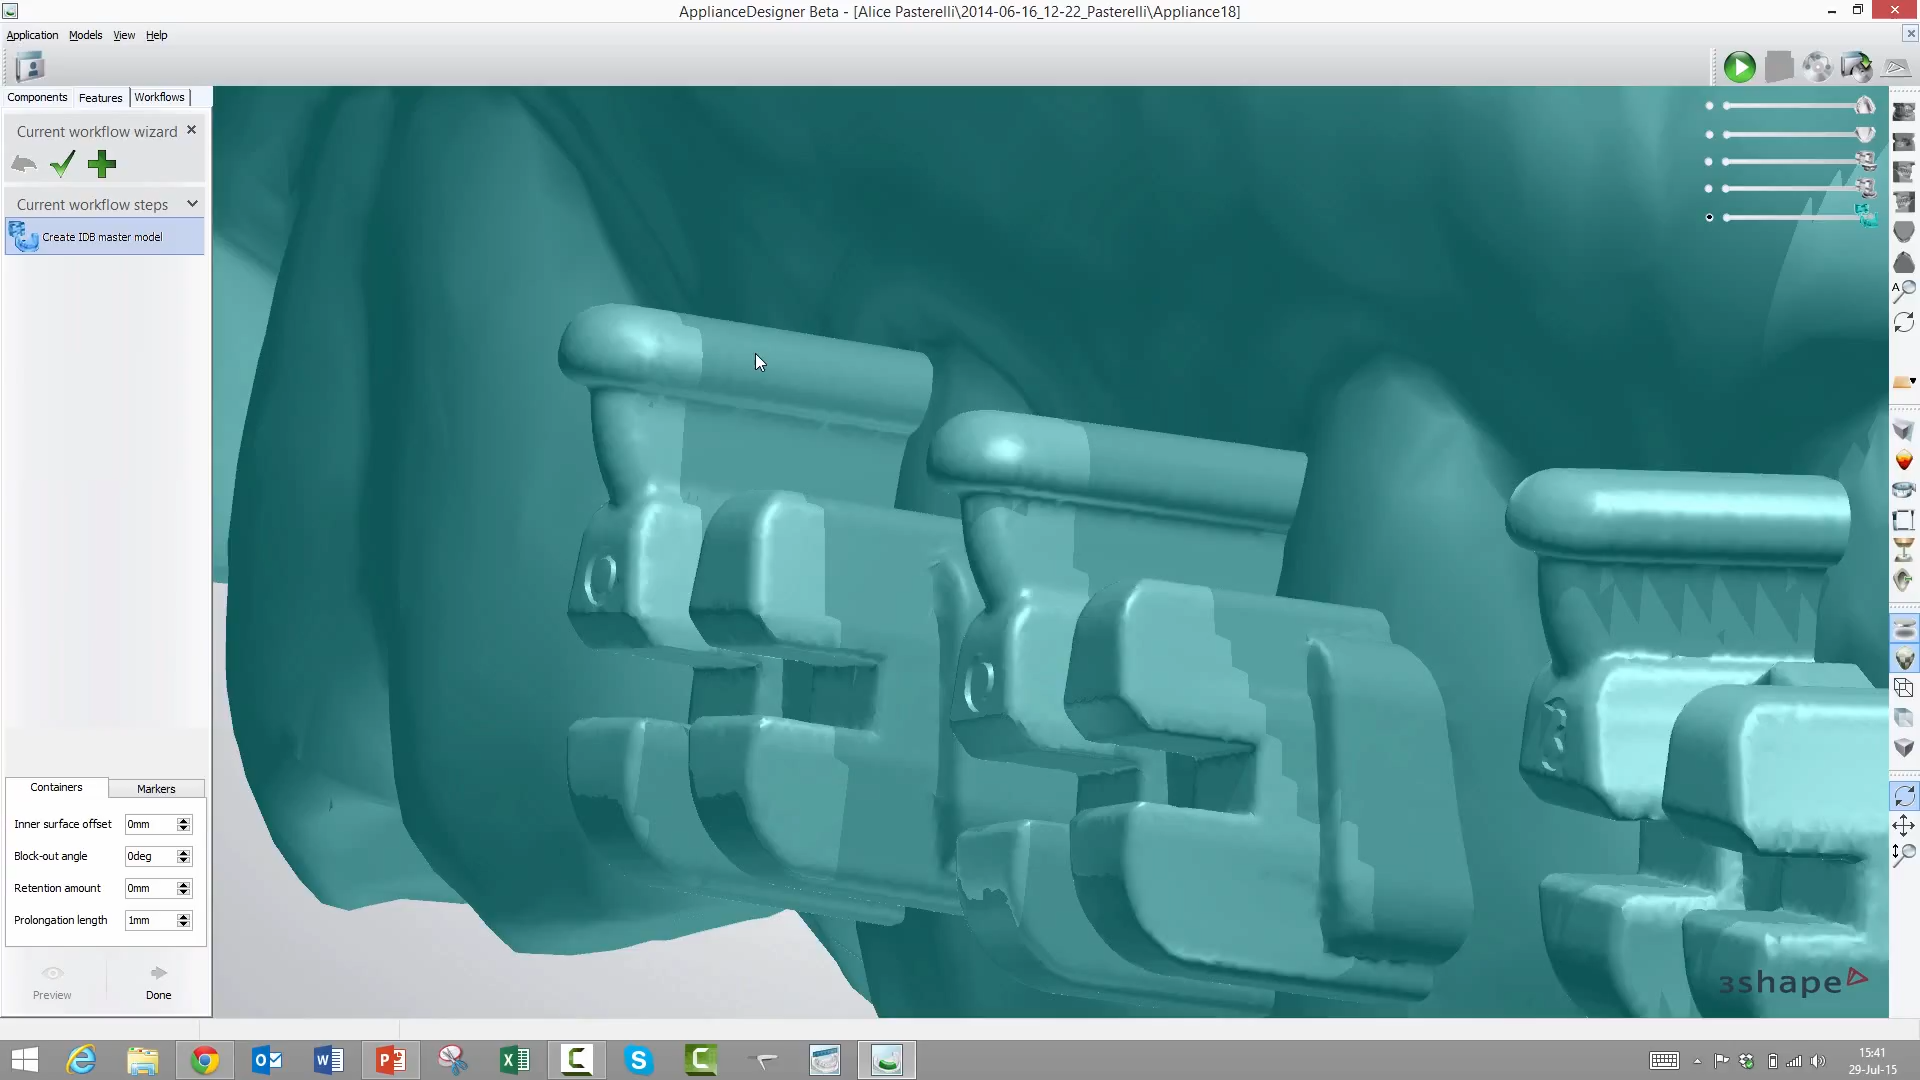 ApplianceDesigner Beta - [Alice Pasterelli\2014-06-16_12-22_Pasterelli\Appliance18]
Application Models View Help
Components Features Workflows
Current workflow wizard
Current workflow steps
Create IDB master model
Containers Markers
Inner surface offset 0mm
Block-out angle 0deg
Retention amount 0mm
Prolongation length 1mm
Preview Done
3shape
15:41
29-Jul-15